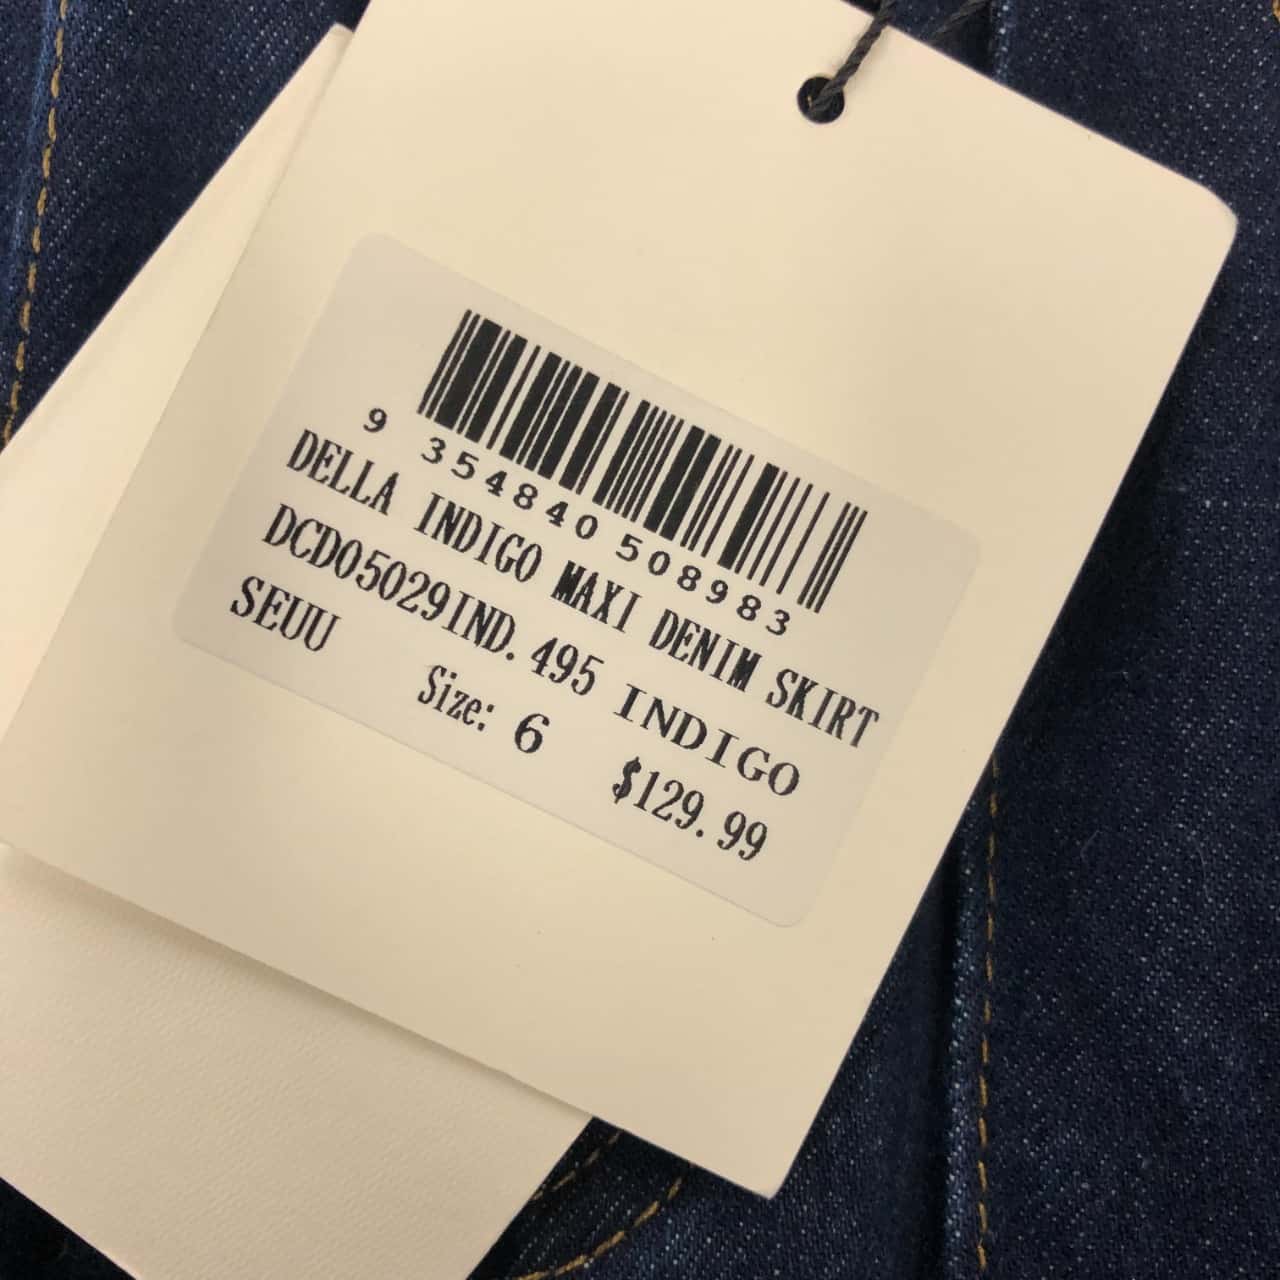 9 354840 508983
DELLA INDIGO MAXI DENIM SKIRT
DCD05029IND.495 INDIGO
SEUU
Size: 6 $129.99